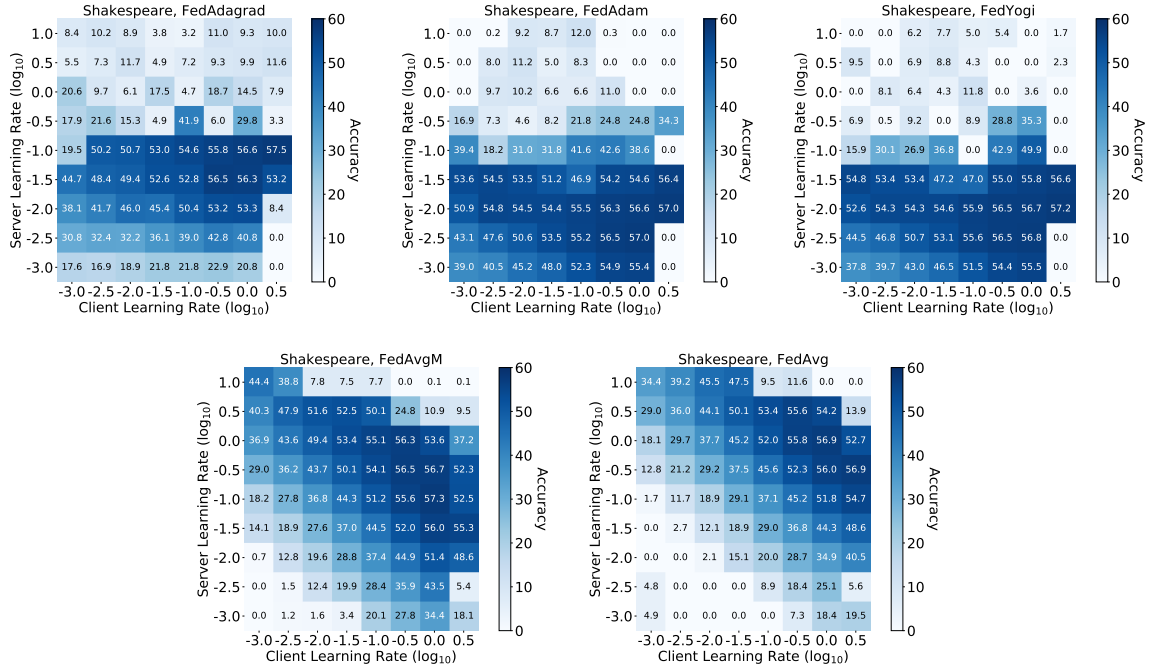 Shakespeare, FedAdagrad
Server Learning Rate (log10)
1.0 8.4 10.2 8.9 3.8 3.2 11.0 9.3 10.0
0.5 5.5 7.3 11.7 4.9 7.2 9.3 9.9 11.6
0.0 20.6 9.7 6.1 17.5 4.7 18.7 14.5 7.9
-0.5 17.9 21.6 15.3 4.9 41.9 6.0 29.8 3.3
-1.0 19.5 50.2 50.7 53.0 54.6 55.8 56.6 57.5
-1.5 44.7 48.4 49.4 52.6 52.8 56.5 56.3 53.2
-2.0 38.1 41.7 46.0 45.4 50.4 53.2 53.3 8.4
-2.5 30.8 32.4 32.2 36.1 39.0 42.8 40.8 0.0
-3.0 17.6 16.9 18.9 21.8 21.8 22.9 20.8 0.0
-3.0 -2.5 -2.0 -1.5 -1.0 -0.5 0.0 0.5
Client Learning Rate (log10)
60
50
40
30
20
10
0
Accuracy
Shakespeare, FedAdam
Server Learning Rate (log10)
1.0 0.0 0.2 9.2 8.7 12.0 0.3 0.0 0.0
0.5 0.0 8.0 11.2 5.0 8.3 0.0 0.0 0.0
0.0 0.0 9.7 10.2 6.6 6.6 11.0 0.0 0.0
-0.5 16.9 7.3 4.6 8.2 21.8 24.8 24.8 34.3
-1.0 39.4 18.2 31.0 31.8 41.6 42.6 38.6 0.0
-1.5 53.6 54.5 53.5 51.2 46.9 54.2 54.6 56.4
-2.0 50.9 54.8 54.5 54.4 55.5 56.3 56.6 57.0
-2.5 43.1 47.6 50.6 53.5 55.2 56.5 57.0 0.0
-3.0 39.0 40.5 45.2 48.0 52.3 54.9 55.5 0.0
-3.0 -2.5 -2.0 -1.5 -1.0 -0.5 0.0 0.5
Client Learning Rate (log10)
60
50
40
30
20
10
0
Accuracy
Shakespeare, FedYogi
Server Learning Rate (log10)
1.0 0.0 0.0 6.2 7.7 5.0 5.4 0.0 1.7
0.5 9.5 0.0 6.9 8.8 4.3 0.0 0.0 2.3
0.0 0.0 8.1 6.4 4.3 11.8 0.0 3.6 0.0
-0.5 6.9 0.5 9.2 0.0 8.9 28.8 35.3 0.0
-1.0 15.9 30.1 26.9 36.8 0.0 42.9 49.9 0.0
-1.5 54.8 53.4 53.4 47.2 47.0 55.0 55.8 56.6
-2.0 52.6 54.3 54.3 54.6 55.9 56.5 56.7 57.2
-2.5 44.5 46.8 50.7 53.1 55.6 56.5 56.8 0.0
-3.0 37.8 39.7 43.0 46.5 51.5 54.4 55.5 0.0
-3.0 -2.5 -2.0 -1.5 -1.0 -0.5 0.0 0.5
Client Learning Rate (log10)
60
50
40
30
20
10
0
Accuracy
Shakespeare, FedAvgM
Server Learning Rate (log10)
1.0 44.4 38.8 7.8 7.5 7.7 0.0 0.1 0.1
0.5 40.3 47.9 51.6 52.5 50.1 24.8 10.9 9.5
0.0 36.9 43.6 49.4 53.4 55.1 56.3 53.6 37.2
-0.5 29.0 36.2 43.7 50.1 54.1 56.5 56.7 52.3
-1.0 18.2 27.8 36.8 44.3 51.2 55.6 57.3 52.5
-1.5 14.1 18.9 27.6 37.0 44.5 52.0 56.0 55.3
-2.0 0.7 12.8 19.6 28.8 37.4 44.9 51.4 48.6
-2.5 0.0 1.5 12.4 19.9 28.4 35.9 43.5 5.4
-3.0 0.0 1.2 1.6 3.4 20.1 27.8 34.4 18.1
-3.0 -2.5 -2.0 -1.5 -1.0 -0.5 0.0 0.5
Client Learning Rate (log10)
60
50
40
30
20
10
0
Accuracy
Shakespeare, FedAvg
Server Learning Rate (log10)
1.0 34.4 39.2 45.5 47.5 9.5 11.6 0.0 0.0
0.5 29.0 36.0 44.1 50.1 53.4 55.6 54.2 13.9
0.0 18.1 29.7 37.7 45.2 52.0 55.8 56.9 52.7
-0.5 12.8 21.2 29.2 37.5 45.6 52.3 56.0 56.9
-1.0 1.7 11.7 18.9 29.1 37.1 45.2 51.8 54.7
-1.5 0.0 2.7 12.1 18.9 29.0 36.8 44.3 48.6
-2.0 0.0 0.0 2.1 15.1 20.0 28.7 34.9 40.5
-2.5 4.8 0.0 0.0 0.0 8.9 18.4 25.1 5.6
-3.0 4.9 0.0 0.0 0.0 0.0 7.3 18.4 19.5
-3.0 -2.5 -2.0 -1.5 -1.0 -0.5 0.0 0.5
Client Learning Rate (log10)
60
50
40
30
20
10
0
Accuracy